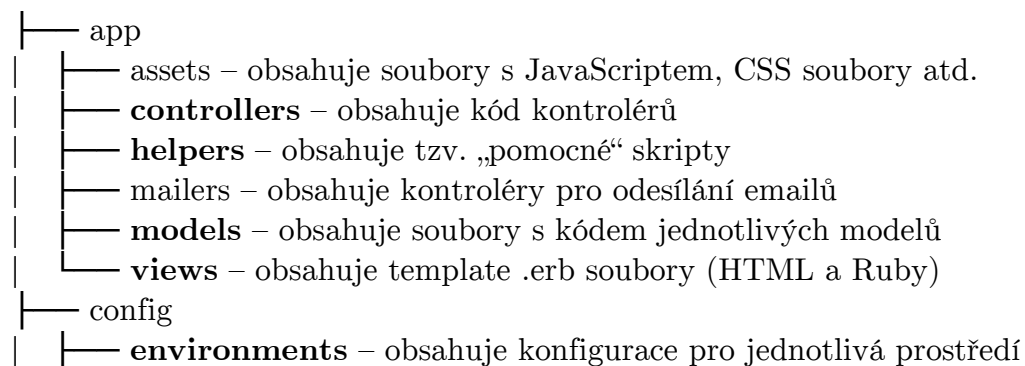 ├── app
│ ├── assets – obsahuje soubory s JavaScriptem, CSS soubory atd.
│ ├── controllers – obsahuje kód kontrolérů
│ ├── helpers – obsahuje tzv. „pomocné“ skripty
│ ├── mailers – obsahuje kontroléry pro odesílání emailů
│ ├── models – obsahuje soubory s kódem jednotlivých modelů
│ └── views – obsahuje template .erb soubory (HTML a Ruby)
├── config
│ ├── environments – obsahuje konfigurace pro jednotlivá prostředí